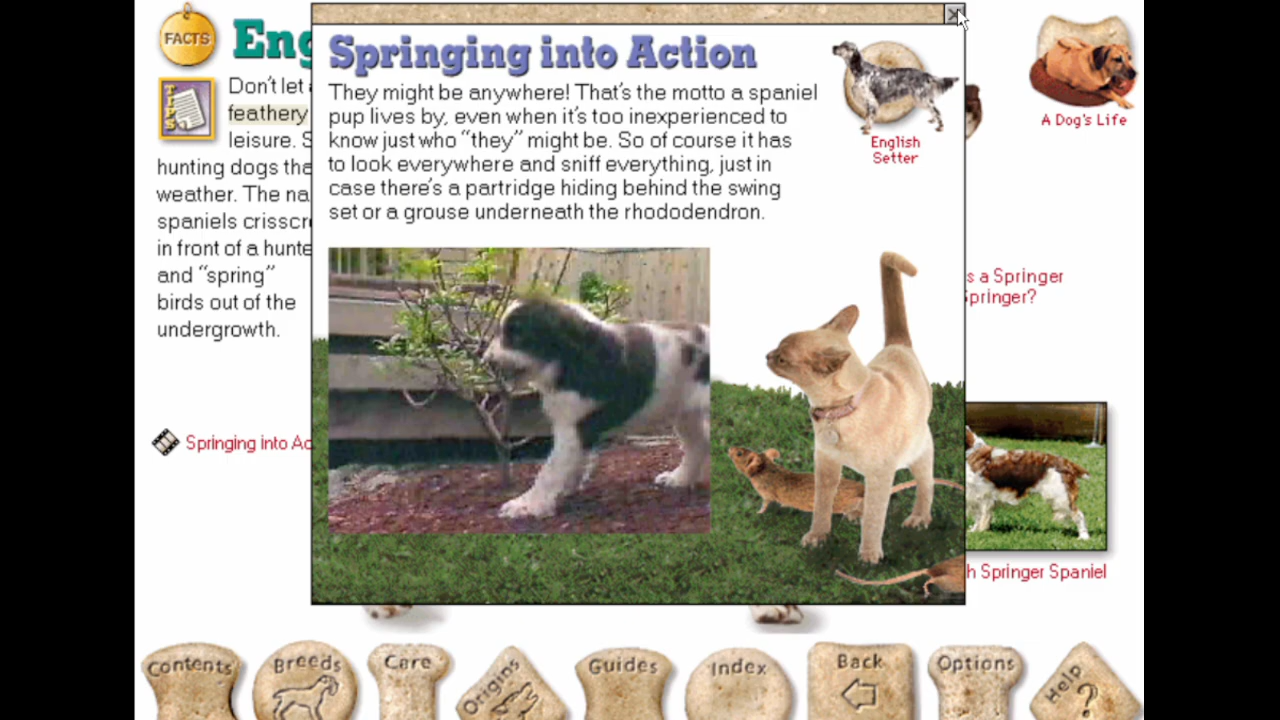 FACTS
Eng
TIPS
Don't let
feathery
leisure. S
hunting dogs tha
weather. The na
spaniels crisscr
in front of a hunte
and “spring”
birds out of the
undergrowth.
Springing into Ac
Springing into Action
They might be anywhere! That's the motto a spaniel
pup lives by, even when it's too inexperienced to
know just who “they” might be. So of course it has
to look everywhere and sniff everything, just in
case there's a partridge hiding behind the swing
set or a grouse underneath the rhododendron.
English
Setter
A Dog's Life
s a Springer
Springer?
h Springer Spaniel
Contents
Breeds
Care
Origins
Guides
Index
Back
Options
Help
?